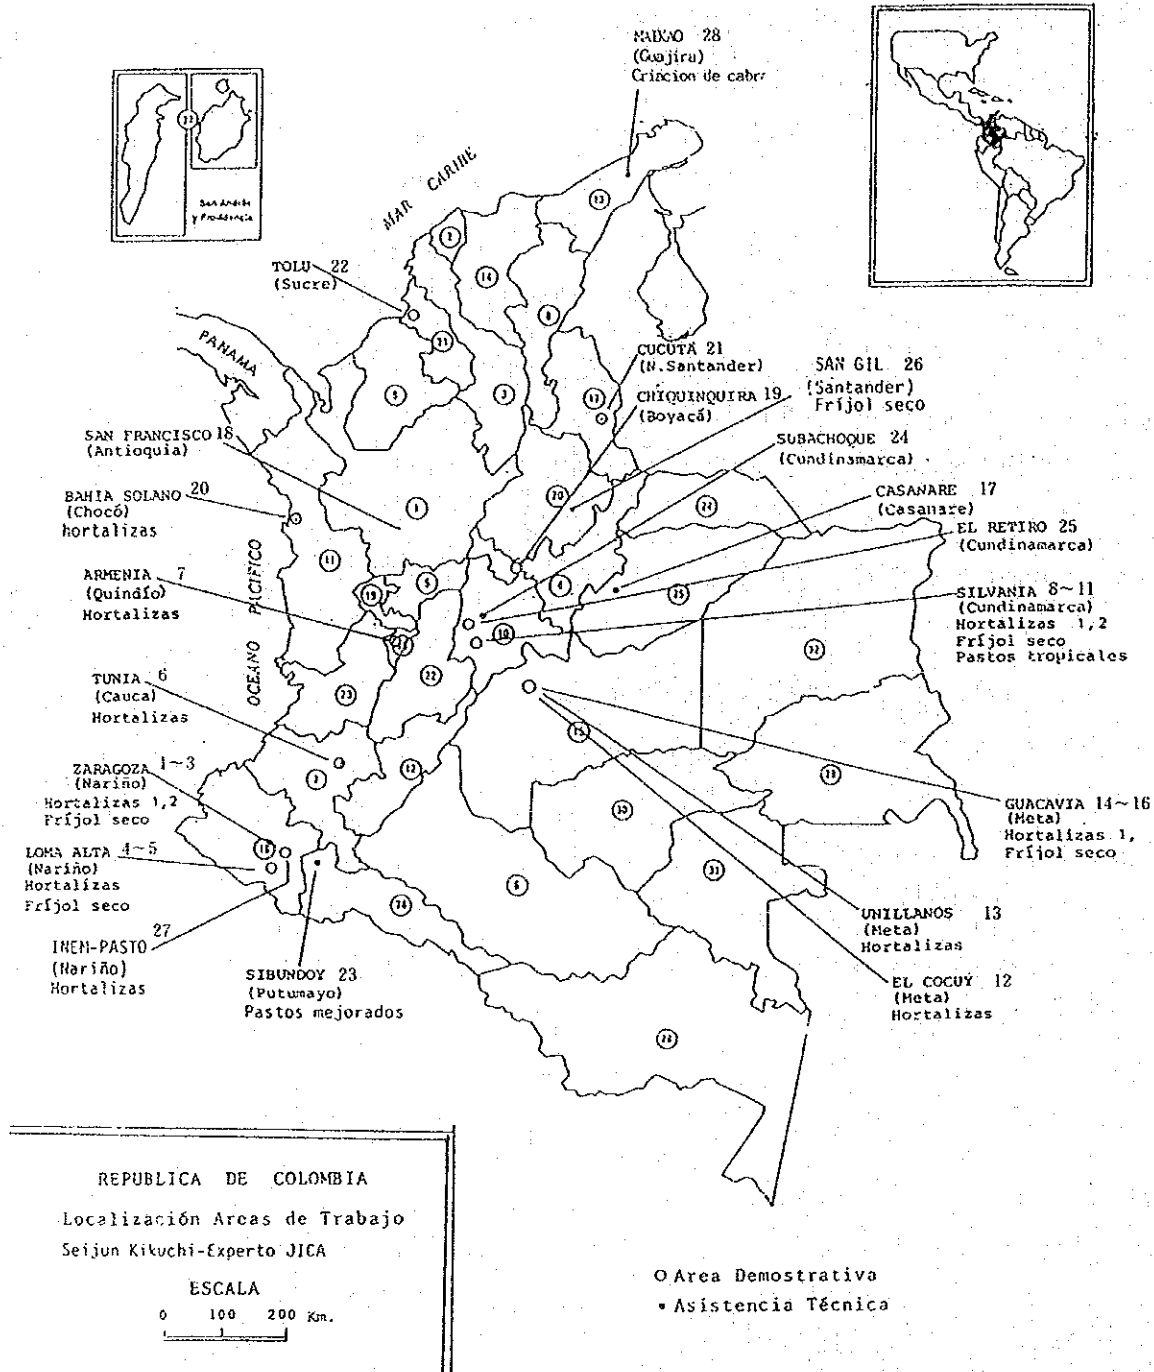 MAIKAO 28
(Guajira)
Criacion de cabr
San Andrés
y Providencia
MAR CARIBE
TOLU 22
(Sucre)
PANAMA
CUCUTA 21
(N.Santander)
CHIQUINQUIRA 19
(Boyacá)
SAN GIL 26
(Santander)
Fríjol seco
SAN FRANCISCO 18
(Antioquia)
SUBACHOQUE 24
(Cundinamarca)
BAHIA SOLANO 20
(Chocó)
hortalizas
CASANARE 17
(Casanare)
EL RETIRO 25
(Cundinamarca)
OCEANO PACIFICO
ARMENIA 7
(Quindío)
Hortalizas
SILVANIA 8~11
(Cundinamarca)
Hortalizas 1,2
Fríjol seco
Pastos tropicales
TUNIA 6
(Cauca)
Hortalizas
ZARAGOZA 1~3
(Nariño)
Hortalizas 1,2
Fríjol seco
GUACAVIA 14~16
(Meta)
Hortalizas 1,
Fríjol seco
LOMA ALTA 4~5
(Nariño)
Hortalizas
Fríjol seco
UNILLANOS 13
(Meta)
Hortalizas
INEM-PASTO 27
(Nariño)
Hortalizas
SIBUNDOY 23
(Putumayo)
Pastos mejorados
EL COCUY 12
(Meta)
Hortalizas
REPUBLICA DE COLOMBIA
Localización Areas de Trabajo
Seijun Kikuchi-Experto JICA
ESCALA
0 100 200 Km.
Area Demostrativa
Asistencia Técnica